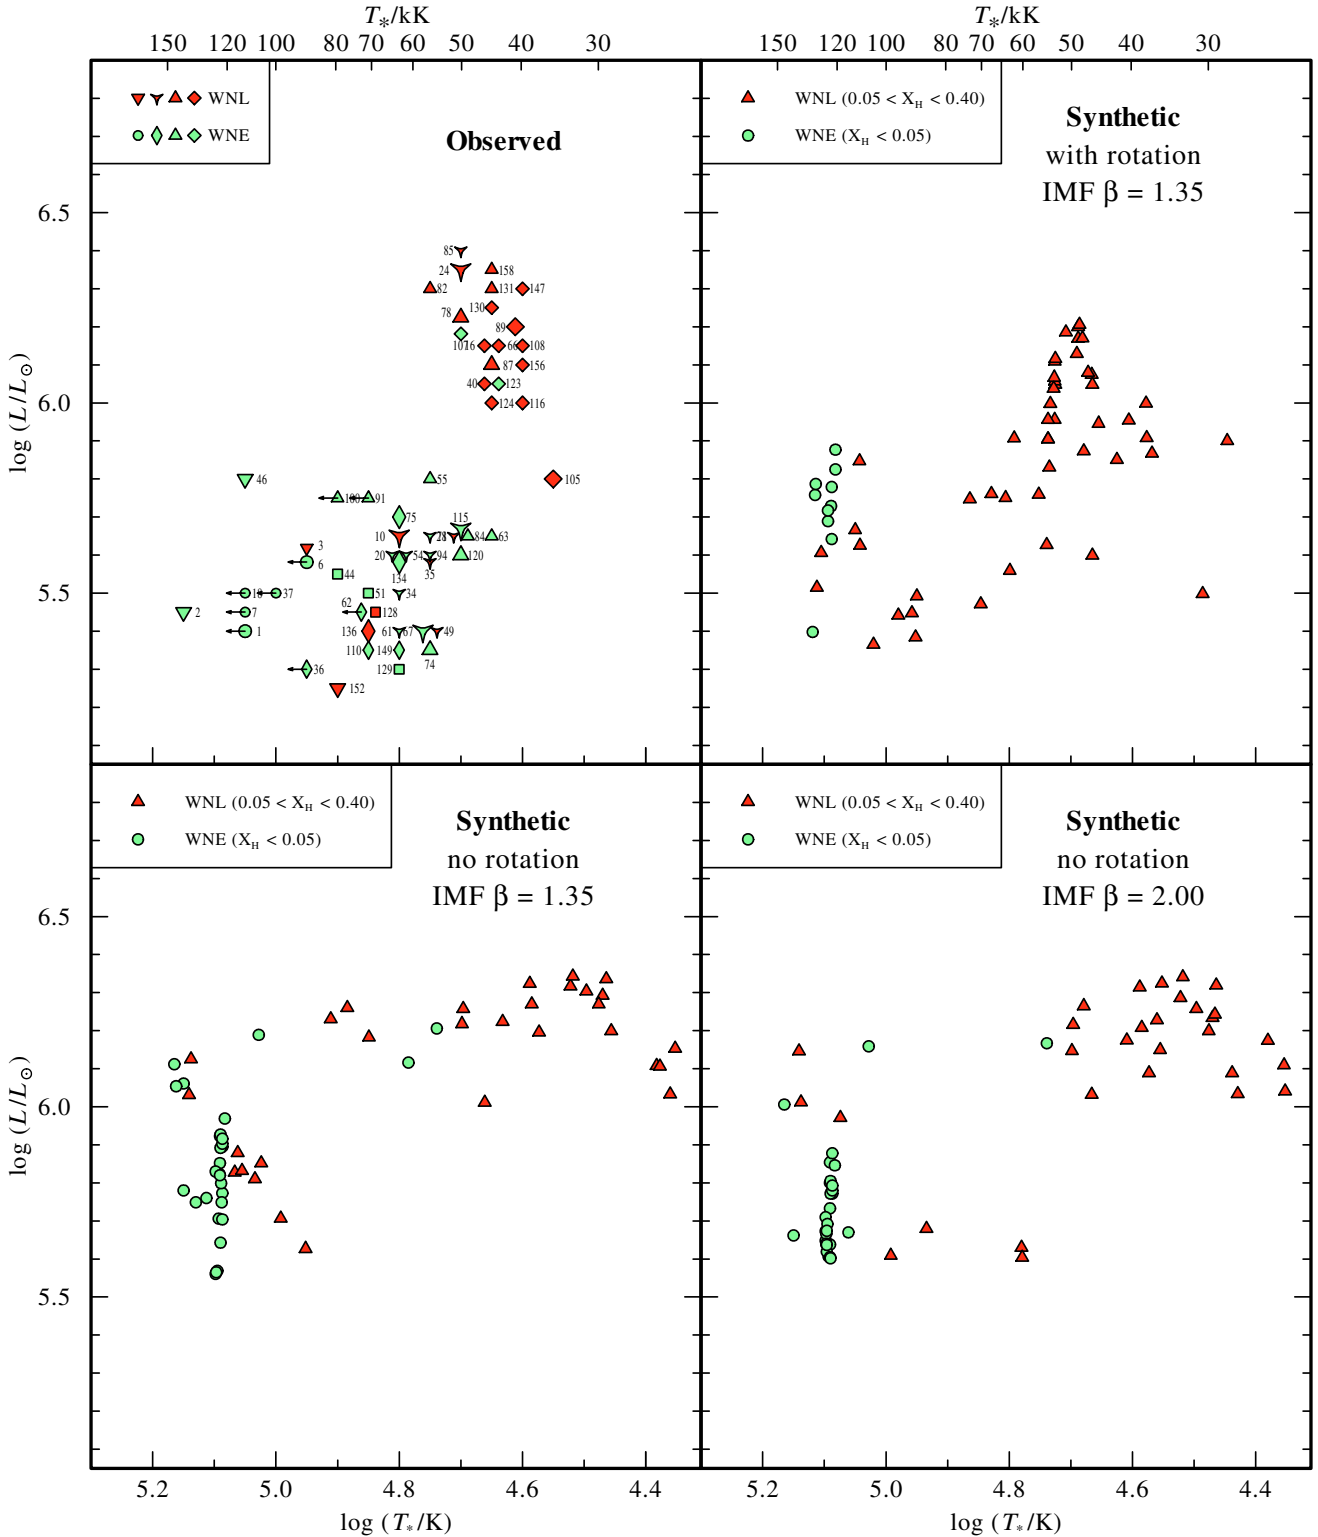 T*/kK
T*/kK
150 120 100 80 70 60 50 40 30
150 120 100 80 70 60 50 40 30
WNL
WNE
Observed
WNL (0.05 < XH < 0.40)
WNE (XH < 0.05)
Synthetic
with rotation
IMF β = 1.35
6.5
6.0
5.5
log (L/L⊙)
85
24
158
82
131
147
130
78
89
16
108
87
156
40
123
124
116
46
55
105
100
91
75
115
10
84
63
3
20
54
94
120
6
44
134
35
37
51
34
2
7
62
128
1
136
61
67
49
110
149
74
36
129
152
WNL (0.05 < XH < 0.40)
WNE (XH < 0.05)
Synthetic
no rotation
IMF β = 1.35
WNL (0.05 < XH < 0.40)
WNE (XH < 0.05)
Synthetic
no rotation
IMF β = 2.00
6.5
6.0
5.5
log (L/L⊙)
5.2 5.0 4.8 4.6 4.4
5.2 5.0 4.8 4.6 4.4
log (T*/K)
log (T*/K)